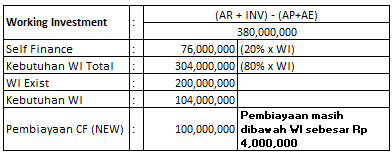 Working Investment : (AR + INV) - (AP+AE)
380,000,000
Self Finance : 76,000,000 (20% x WI)
Kebutuhan WI Total : 304,000,000 (80% x WI)
WI Exist : 200,000,000
Kebutuhan WI : 104,000,000
Pembiayaan CF (NEW) : 100,000,000 Pembiayaan masih
dibawah WI sebesar Rp
4,000,000